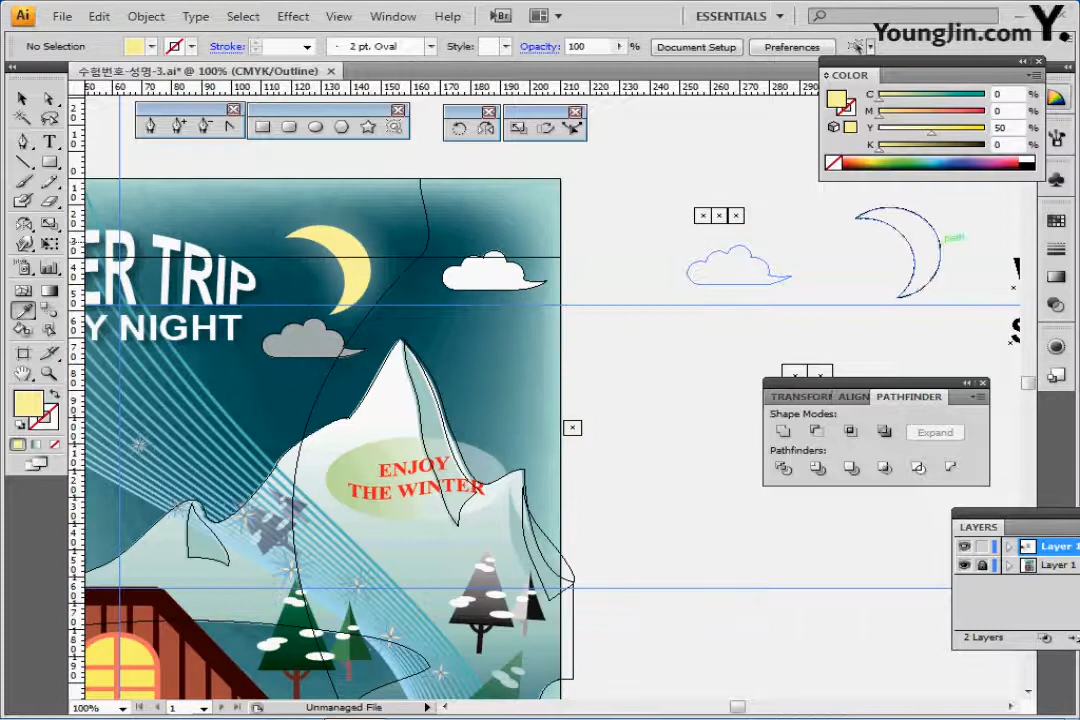 Ai File Edit Object Type Select Effect View Window Help Br ESSENTIALS
YoungJin.com Y.
No Selection Stroke: 2 pt. Oval Style: Opacity: 100 % Document Setup Preferences
수험번호-성명-3.ai* @ 100% (CMYK/Outline)
COLOR
C 0 %
M 0 %
Y 50 %
K 0 %
ER TRIP
Y NIGHT
path
ENJOY
THE WINTER
TRANSFORM ALIGN PATHFINDER
Shape Modes:
Expand
Pathfinders:
LAYERS
Layer
Layer 1
2 Layers
100% 1 Unmanaged File